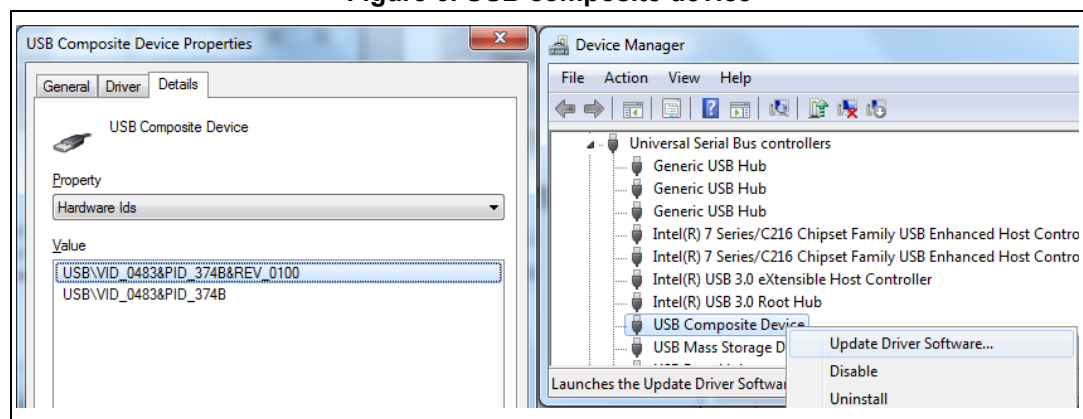 USB Composite Device Properties
General Driver Details
USB Composite Device
Property
Hardware Ids
Value
USB\VID_0483&PID_374B&REV_0100
USB\VID_0483&PID_374B
Device Manager
File Action View Help
Universal Serial Bus controllers
Generic USB Hub
Generic USB Hub
Generic USB Hub
Intel(R) 7 Series/C216 Chipset Family USB Enhanced Host Contro
Intel(R) 7 Series/C216 Chipset Family USB Enhanced Host Contro
Intel(R) USB 3.0 eXtensible Host Controller
Intel(R) USB 3.0 Root Hub
USB Composite Device
USB Mass Storage D
Update Driver Software...
Disable
Uninstall
Launches the Update Driver Softwar